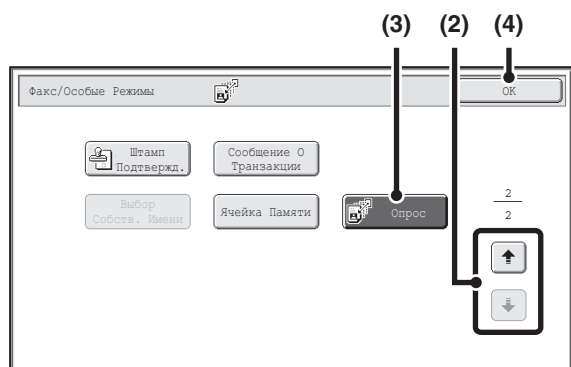 (3) (2) (4)
Факс/Особые Режимы
OK
Штамп
Подтвержд.
Сообщение О
Транзакции
Выбор
Собств. Имени
Ячейка Памяти
Опрос
2
2